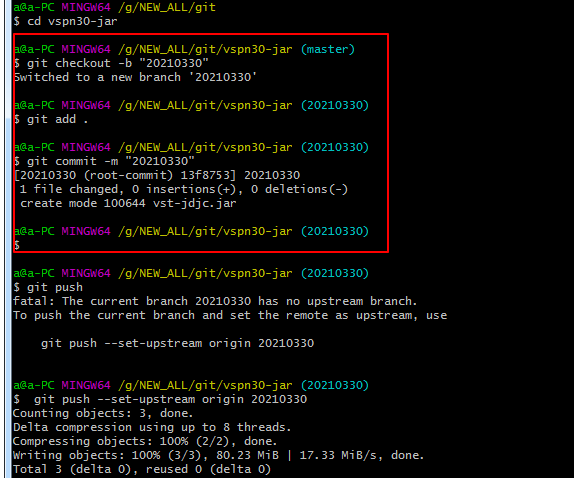 a@a-PC MINGW64 /g/NEW_ALL/git
$ cd vspn30-jar
a@a-PC MINGW64 /g/NEW_ALL/git/vspn30-jar (master)
$ git checkout -b "20210330"
Switched to a new branch '20210330'
a@a-PC MINGW64 /g/NEW_ALL/git/vspn30-jar (20210330)
$ git add .
a@a-PC MINGW64 /g/NEW_ALL/git/vspn30-jar (20210330)
$ git commit -m "20210330"
[20210330 (root-commit) 13f8753] 20210330
 1 file changed, 0 insertions(+), 0 deletions(-)
 create mode 100644 vst-jdjc.jar
a@a-PC MINGW64 /g/NEW_ALL/git/vspn30-jar (20210330)
$
a@a-PC MINGW64 /g/NEW_ALL/git/vspn30-jar (20210330)
$ git push
fatal: The current branch 20210330 has no upstream branch.
To push the current branch and set the remote as upstream, use
    git push --set-upstream origin 20210330
a@a-PC MINGW64 /g/NEW_ALL/git/vspn30-jar (20210330)
$  git push --set-upstream origin 20210330
Counting objects: 3, done.
Delta compression using up to 8 threads.
Compressing objects: 100% (2/2), done.
Writing objects: 100% (3/3), 80.23 MiB | 17.33 MiB/s, done.
Total 3 (delta 0), reused 0 (delta 0)